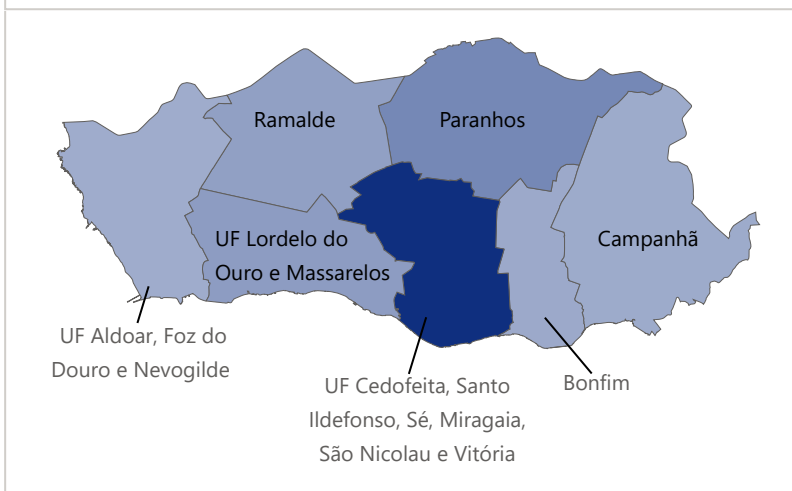 Ramalde
Paranhos
UF Lordelo do
Ouro e Massarelos
Campanhã
UF Aldoar, Foz do
Douro e Nevogilde
UF Cedofeita, Santo
Ildefonso, Sé, Miragaia,
São Nicolau e Vitória
Bonfim